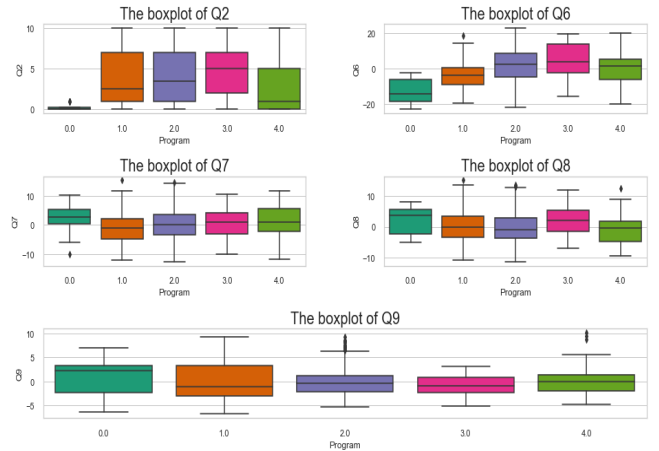 The boxplot of Q2
10
5
0
Q2
0.0 1.0 2.0 3.0 4.0
Program
The boxplot of Q6
20
0
−20
Q6
0.0 1.0 2.0 3.0 4.0
Program
The boxplot of Q7
10
0
−10
Q7
0.0 1.0 2.0 3.0 4.0
Program
The boxplot of Q8
10
0
−10
Q8
0.0 1.0 2.0 3.0 4.0
Program
The boxplot of Q9
10
5
0
−5
Q9
0.0 1.0 2.0 3.0 4.0
Program